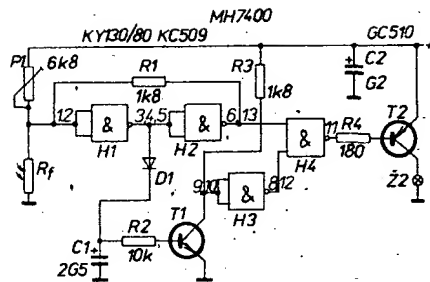 MH7400
KY130/80 KC509
GC510
P1
6k8
R1
1k8
R3
1k8
C2
G2
T2
1,2
&
H1
3
4,5
&
H2
6
13
&
H4
11
R4
180
Ž2
Rf
D1
9,10
&
H3
8
12
T1
C1
2G5
R2
10k